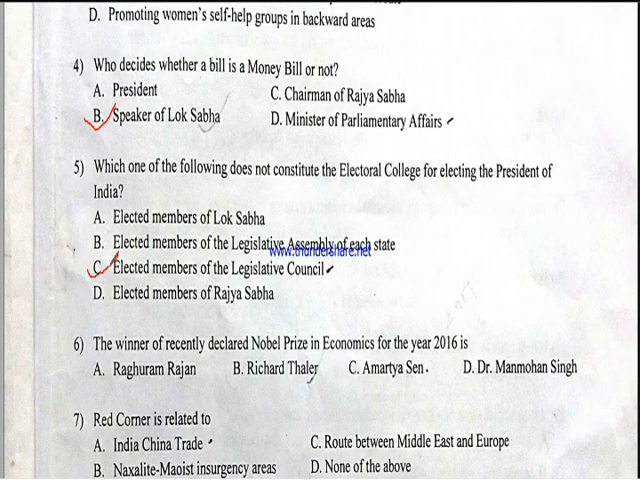 D. Promoting women's self-help groups in backward areas
4) Who decides whether a bill is a Money Bill or not?
A. President
C. Chairman of Rajya Sabha
B. Speaker of Lok Sabha
D. Minister of Parliamentary Affairs
5) Which one of the following does not constitute the Electoral College for electing the President of
India?
A. Elected members of Lok Sabha
B. Elected members of the Legislative Assembly of each state
www.thundershare.net
C. Elected members of the Legislative Council
D. Elected members of Rajya Sabha
6) The winner of recently declared Nobel Prize in Economics for the year 2016 is
A. Raghuram Rajan B. Richard Thaler C. Amartya Sen. D. Dr. Manmohan Singh
7) Red Corner is related to
A. India China Trade
C. Route between Middle East and Europe
B. Naxalite-Maoist insurgency areas
D. None of the above